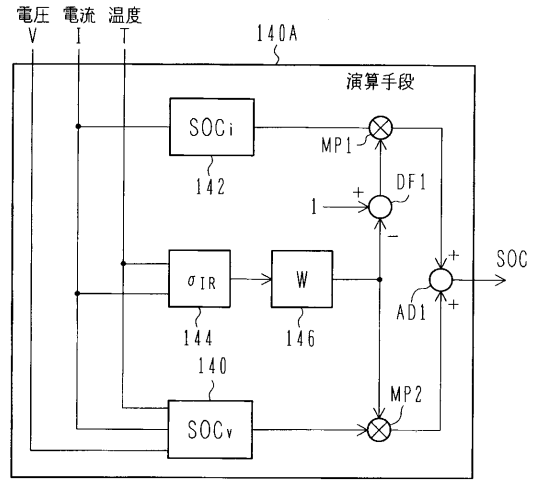 電圧 電流 温度
V I T
140A
演算手段
SOCi
142
MP1
DF1
+
1
−
σIR
144
W
146
+
SOC
AD1
+
140
SOCv
MP2